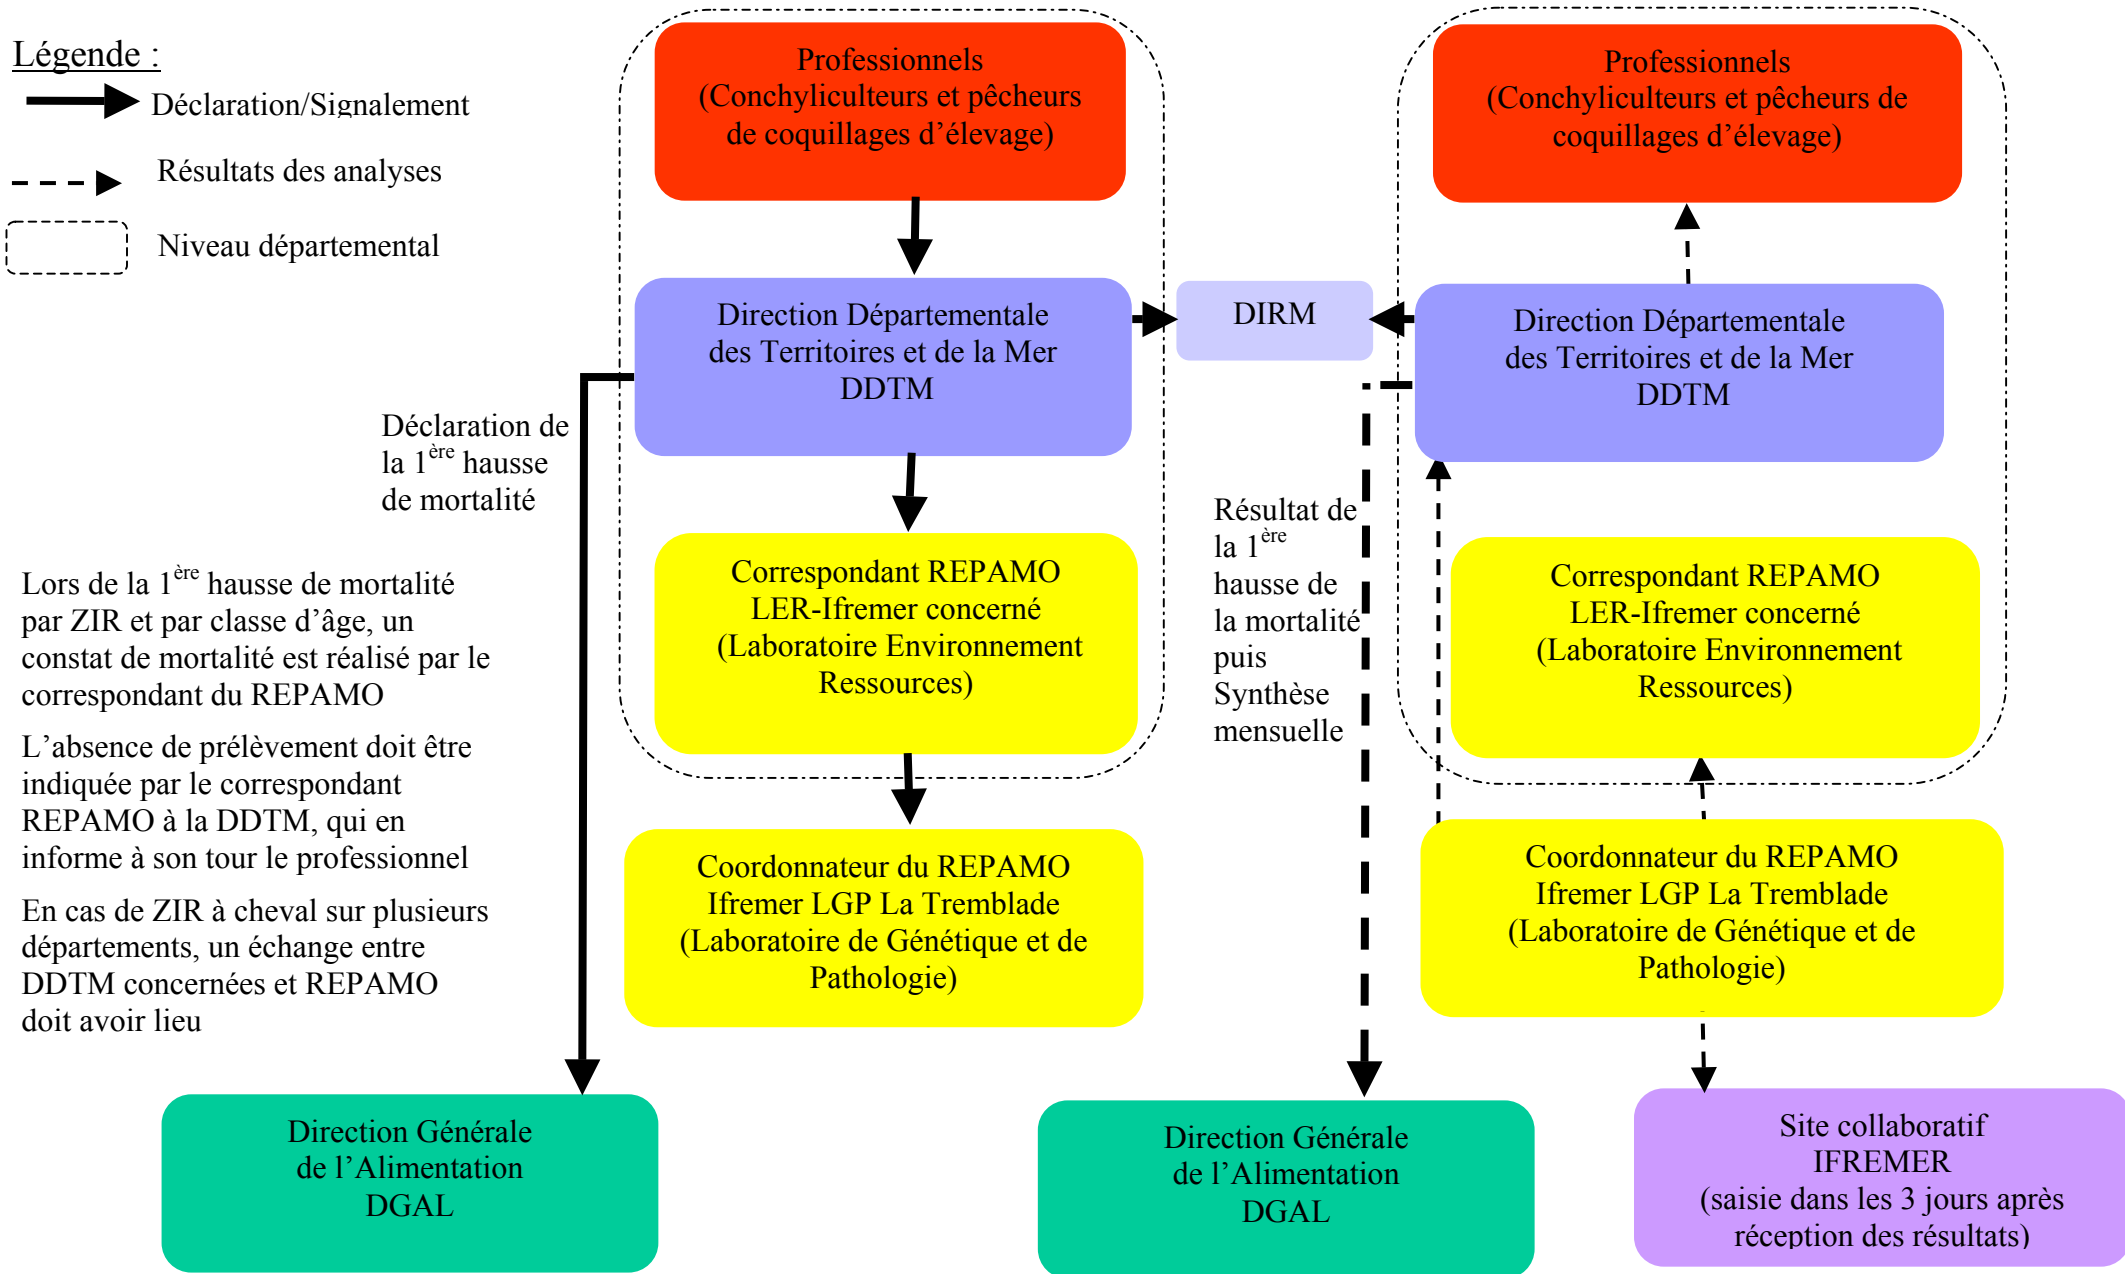 Légende :
Déclaration/Signalement
Résultats des analyses
Niveau départemental
Professionnels
(Conchyliculteurs et pêcheurs
de coquillages d’élevage)
Direction Départementale
des Territoires et de la Mer
DDTM
DIRM
Déclaration de
la 1ère hausse
de mortalité
Correspondant REPAMO
LER-Ifremer concerné
(Laboratoire Environnement
Ressources)
Coordonnateur du REPAMO
Ifremer LGP La Tremblade
(Laboratoire de Génétique et de
Pathologie)
Lors de la 1ère hausse de mortalité
par ZIR et par classe d’âge, un
constat de mortalité est réalisé par le
correspondant du REPAMO
L’absence de prélèvement doit être
indiquée par le correspondant
REPAMO à la DDTM, qui en
informe à son tour le professionnel
En cas de ZIR à cheval sur plusieurs
départements, un échange entre
DDTM concernées et REPAMO
doit avoir lieu
Direction Générale
de l’Alimentation
DGAL
Professionnels
(Conchyliculteurs et pêcheurs de
coquillages d’élevage)
Direction Départementale
des Territoires et de la Mer
DDTM
Résultat de
la 1ère
hausse de
la mortalité
puis
Synthèse
mensuelle
Correspondant REPAMO
LER-Ifremer concerné
(Laboratoire Environnement
Ressources)
Coordonnateur du REPAMO
Ifremer LGP La Tremblade
(Laboratoire de Génétique et de
Pathologie)
Direction Générale
de l’Alimentation
DGAL
Site collaboratif
IFREMER
(saisie dans les 3 jours après
réception des résultats)